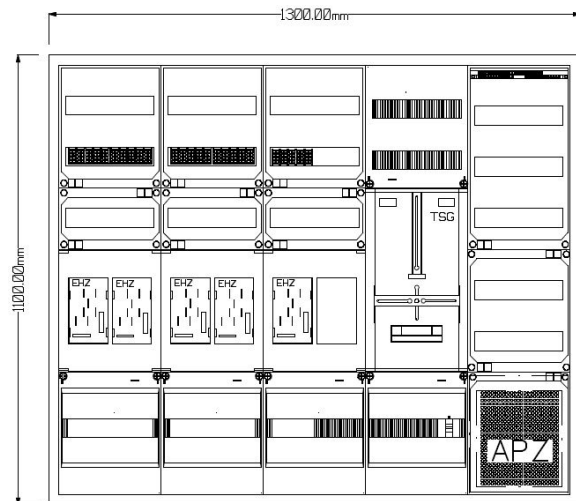 1300.00mm
1100.00mm
TSG
EHZ EHZ EHZ EHZ EHZ
APZ